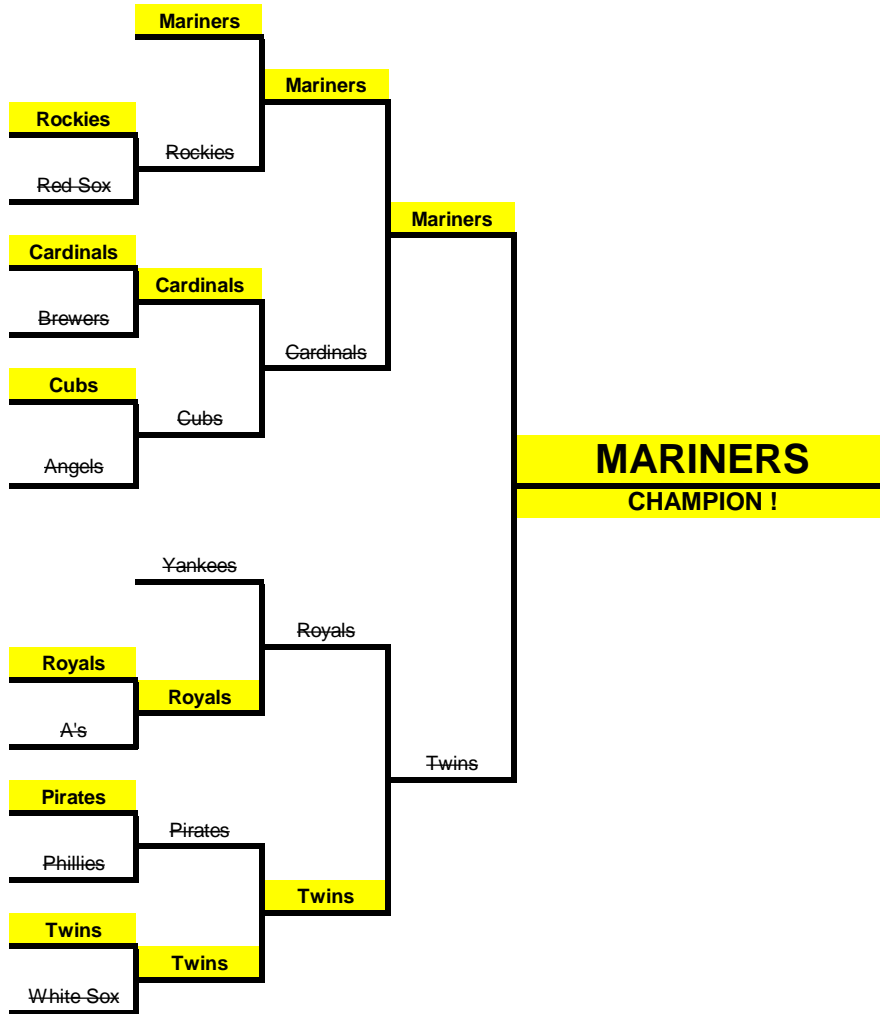 Mariners
Mariners
Rockies
Rockies
Red Sox
Mariners
Cardinals
Cardinals
Brewers
Cardinals
Cubs
Cubs
Angels
MARINERS
CHAMPION !
Yankees
Royals
Royals
Royals
A's
Twins
Pirates
Pirates
Phillies
Twins
Twins
Twins
White Sox